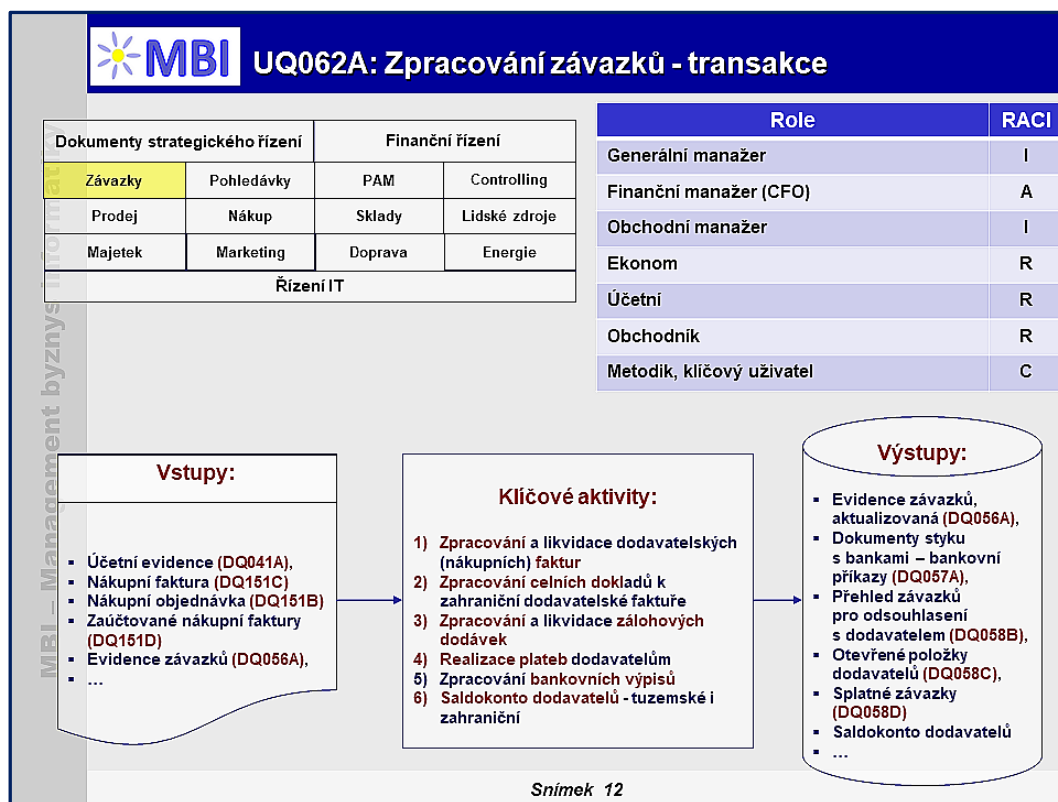 MBI
UQ062A: Zpracování závazků - transakce
MBI – Management byznys informatiky
Dokumenty strategického řízení
Finanční řízení
Závazky
Pohledávky
PAM
Controlling
Prodej
Nákup
Sklady
Lidské zdroje
Majetek
Marketing
Doprava
Energie
Řízení IT
Role RACI
Generální manažer I
Finanční manažer (CFO) A
Obchodní manažer I
Ekonom R
Účetní R
Obchodník R
Metodik, klíčový uživatel C
Vstupy:
▪ Účetní evidence (DQ041A),
▪ Nákupní faktura (DQ151C)
▪ Nákupní objednávka (DQ151B)
▪ Zaúčtované nákupní faktury
(DQ151D)
▪ Evidence závazků (DQ056A),
▪ ...
Klíčové aktivity:
1) Zpracování a likvidace dodavatelských
(nákupních) faktur
2) Zpracování celních dokladů k
zahraniční dodavatelské faktuře
3) Zpracování a likvidace zálohových
dodávek
4) Realizace plateb dodavatelům
5) Zpracování bankovních výpisů
6) Saldokonto dodavatelů - tuzemské i
zahraniční
Výstupy:
▪ Evidence závazků,
aktualizovaná (DQ056A),
▪ Dokumenty styku
s bankami – bankovní
příkazy (DQ057A),
▪ Přehled závazků
pro odsouhlasení
s dodavatelem (DQ058B),
▪ Otevřené položky
dodavatelů (DQ058C),
▪ Splatné závazky
(DQ058D)
▪ Saldokonto dodavatelů
▪ ...
Snímek 12